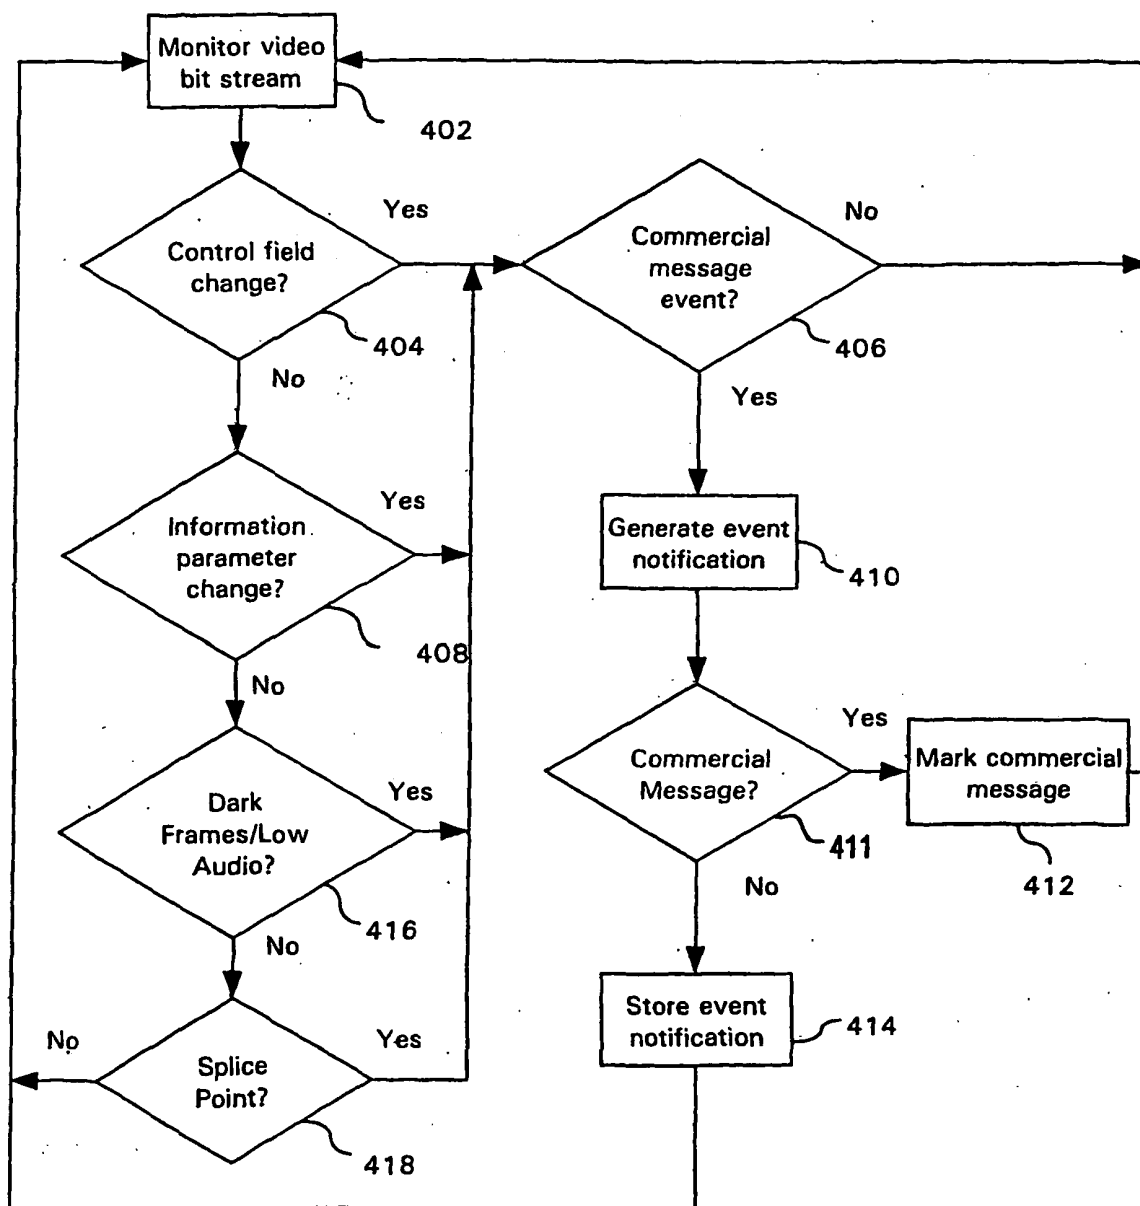 Monitor video
bit stream
402
Control field
change?
Yes
404
No
Commercial
message
event?
No
406
Yes
Information
parameter
change?
Yes
408
No
Generate event
notification
410
Dark
Frames/Low
Audio?
Yes
416
No
Commercial
Message?
Yes
411
No
Mark commercial
message
412
Splice
Point?
No
Yes
418
Store event
notification
414